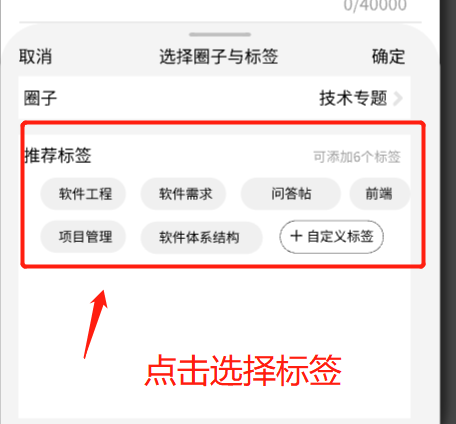 0/40000
取消 选择圈子与标签 确定
圈子 技术专题
推荐标签 可添加6个标签
软件工程 软件需求 问答帖 前端
项目管理 软件体系结构 + 自定义标签
点击选择标签